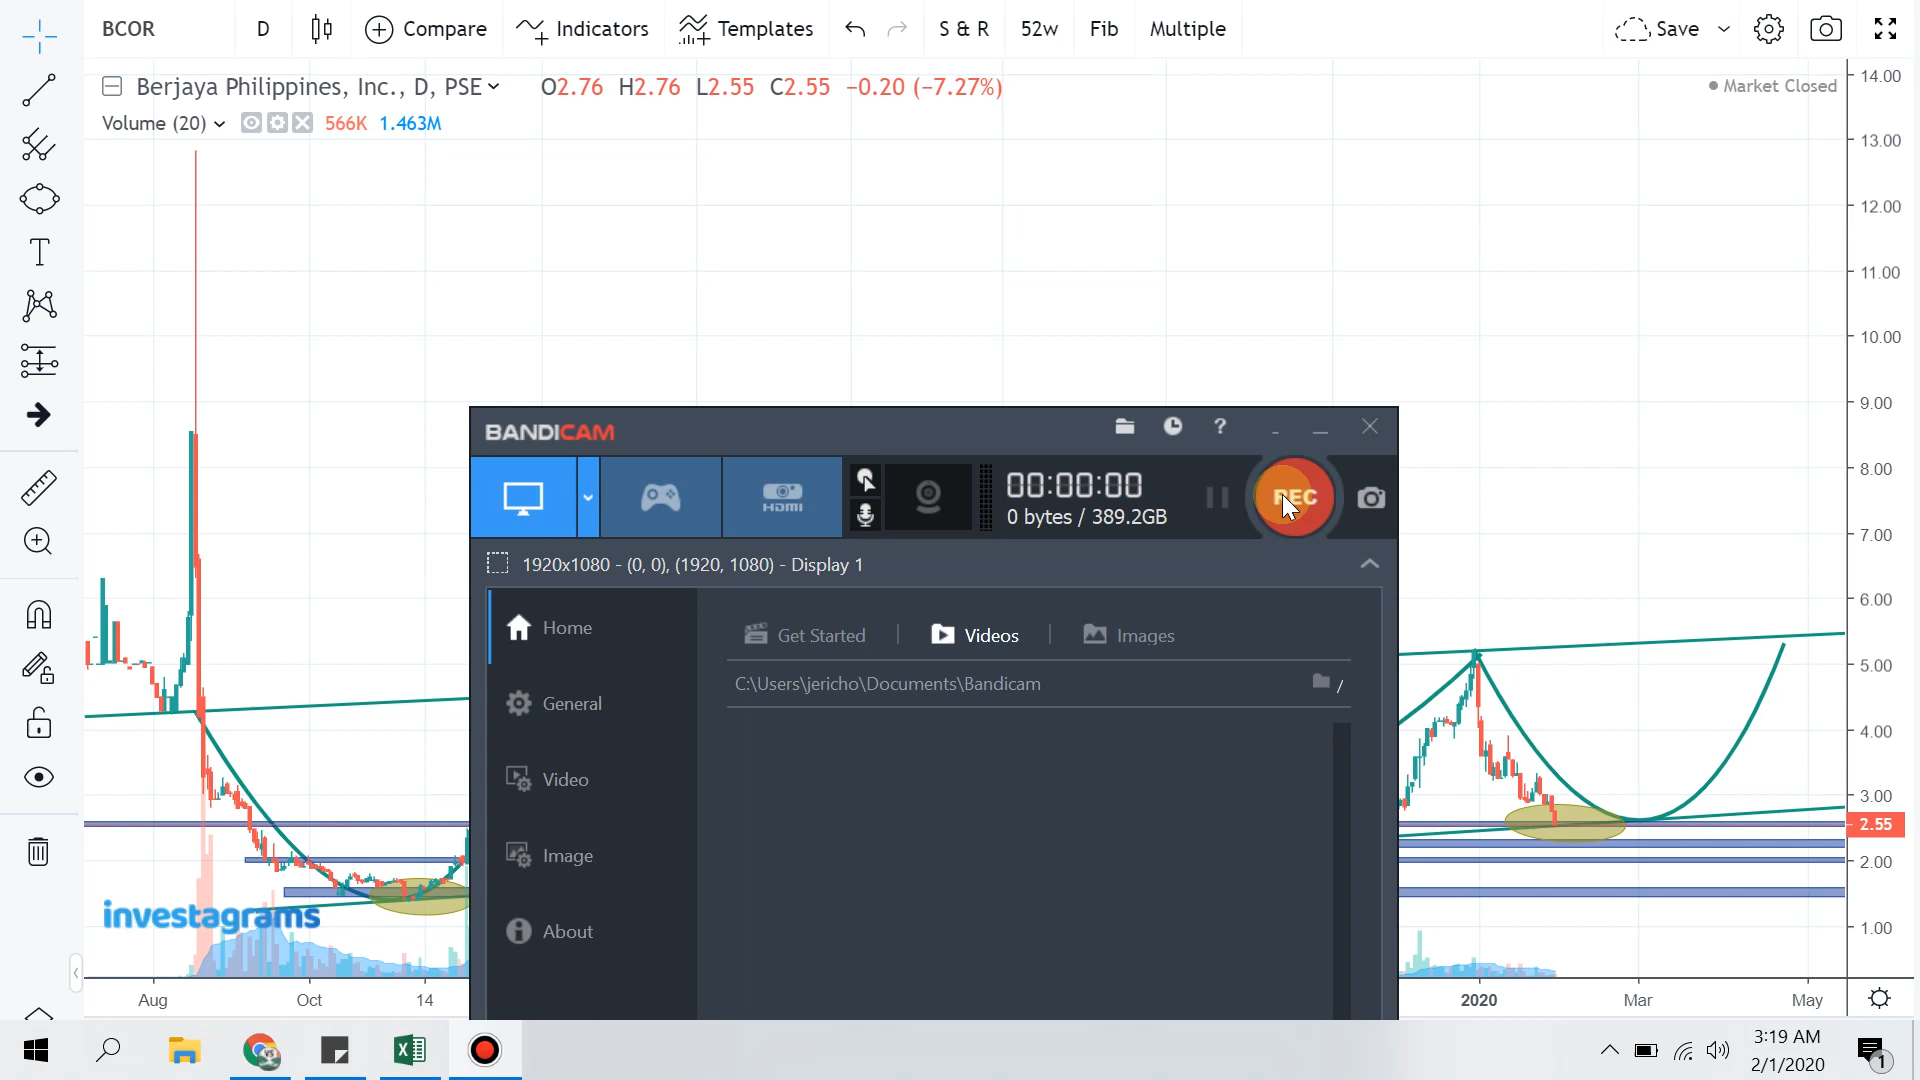 BCOR D Compare Indicators Templates S & R 52w Fib Multiple Save
Berjaya Philippines, Inc., D, PSE O2.76 H2.76 L2.55 C2.55 −0.20 (−7.27%)
Market Closed
Volume (20) 566K 1.463M
14.00
13.00
12.00
11.00
10.00
9.00
8.00
7.00
6.00
5.00
4.00
3.00
2.55
2.00
1.00
BANDICAM
?
HDMI
00:00:00
0 bytes / 389.2GB
REC
1920x1080 - (0, 0), (1920, 1080) - Display 1
Home
General
Video
Image
About
Get Started
Videos
Images
C:\Users\jericho\Documents\Bandicam
/
investagrams
Aug Oct 14 2020 Mar May
3:19 AM
2/1/2020
1